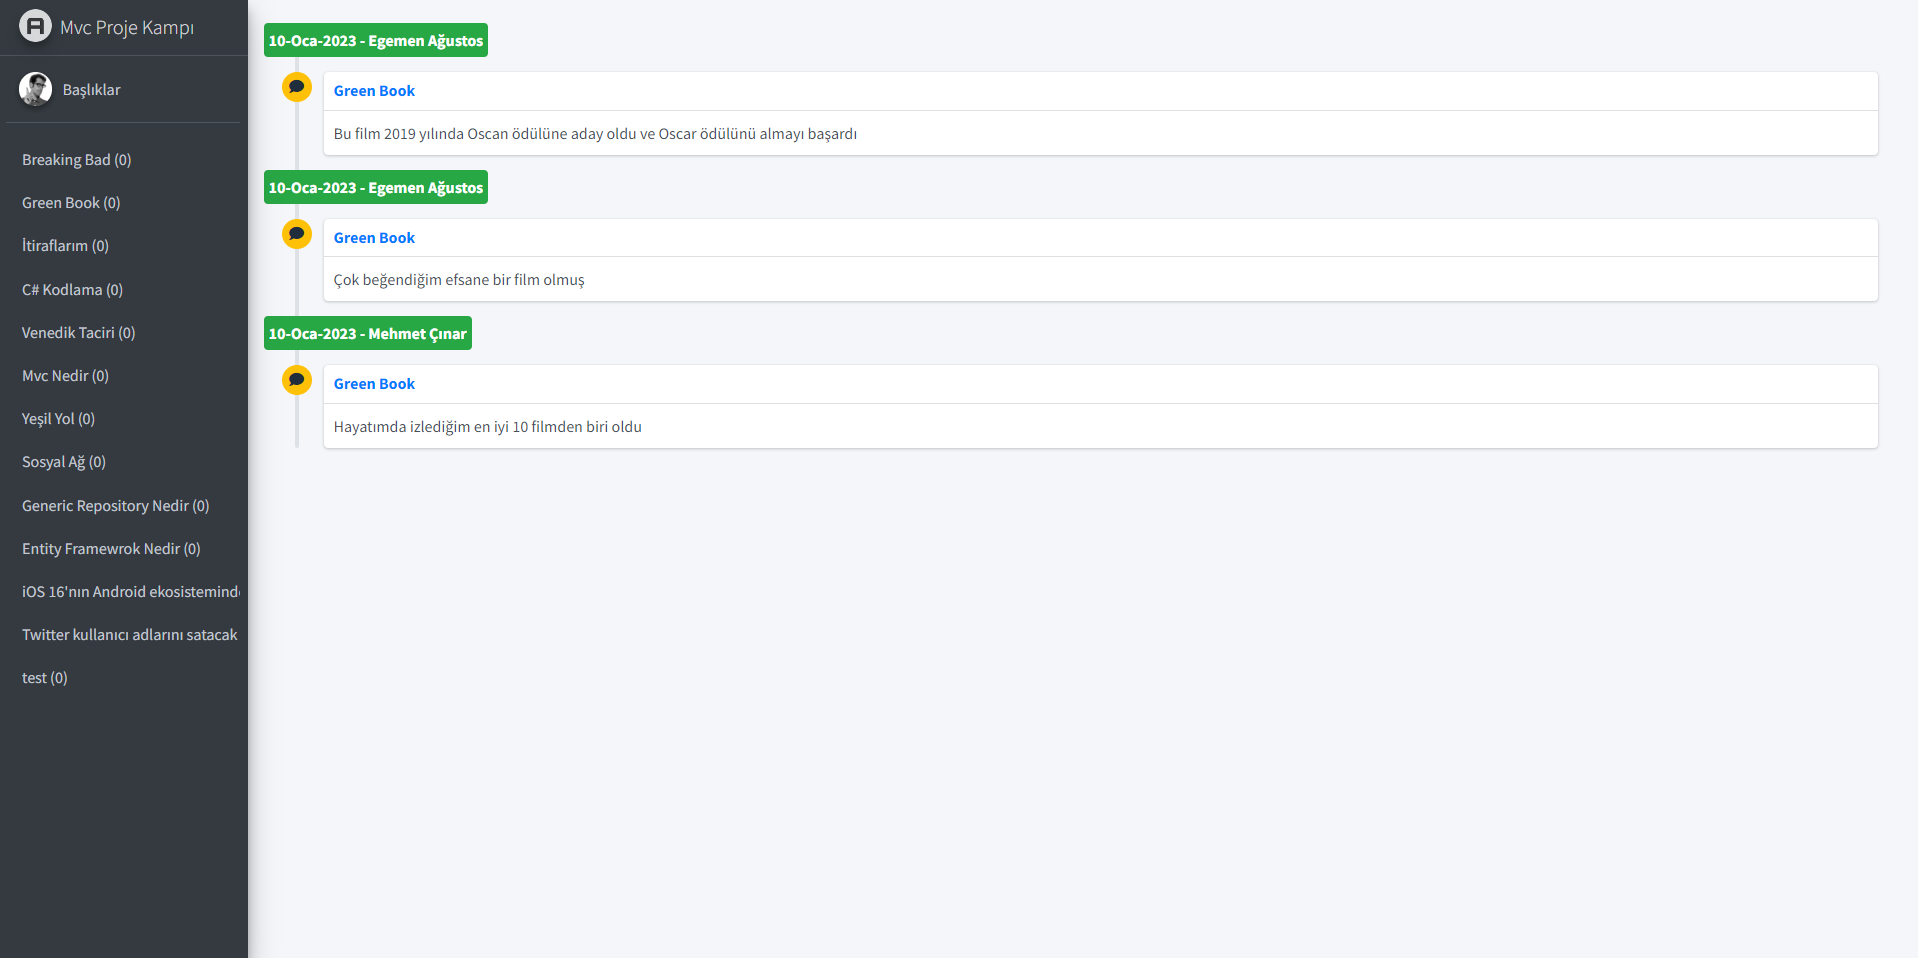 Mvc Proje Kampı
Başlıklar
Breaking Bad (0)
Green Book (0)
İtiraflarım (0)
C# Kodlama (0)
Venedik Taciri (0)
Mvc Nedir (0)
Yeşil Yol (0)
Sosyal Ağ (0)
Generic Repository Nedir (0)
Entity Framewrok Nedir (0)
iOS 16'nın Android ekosistemind
Twitter kullanıcı adlarını satacak
test (0)
10-Oca-2023 - Egemen Ağustos
Green Book
Bu film 2019 yılında Oscan ödülüne aday oldu ve Oscar ödülünü almayı başardı
10-Oca-2023 - Egemen Ağustos
Green Book
Çok beğendiğim efsane bir film olmuş
10-Oca-2023 - Mehmet Çınar
Green Book
Hayatımda izlediğim en iyi 10 filmden biri oldu